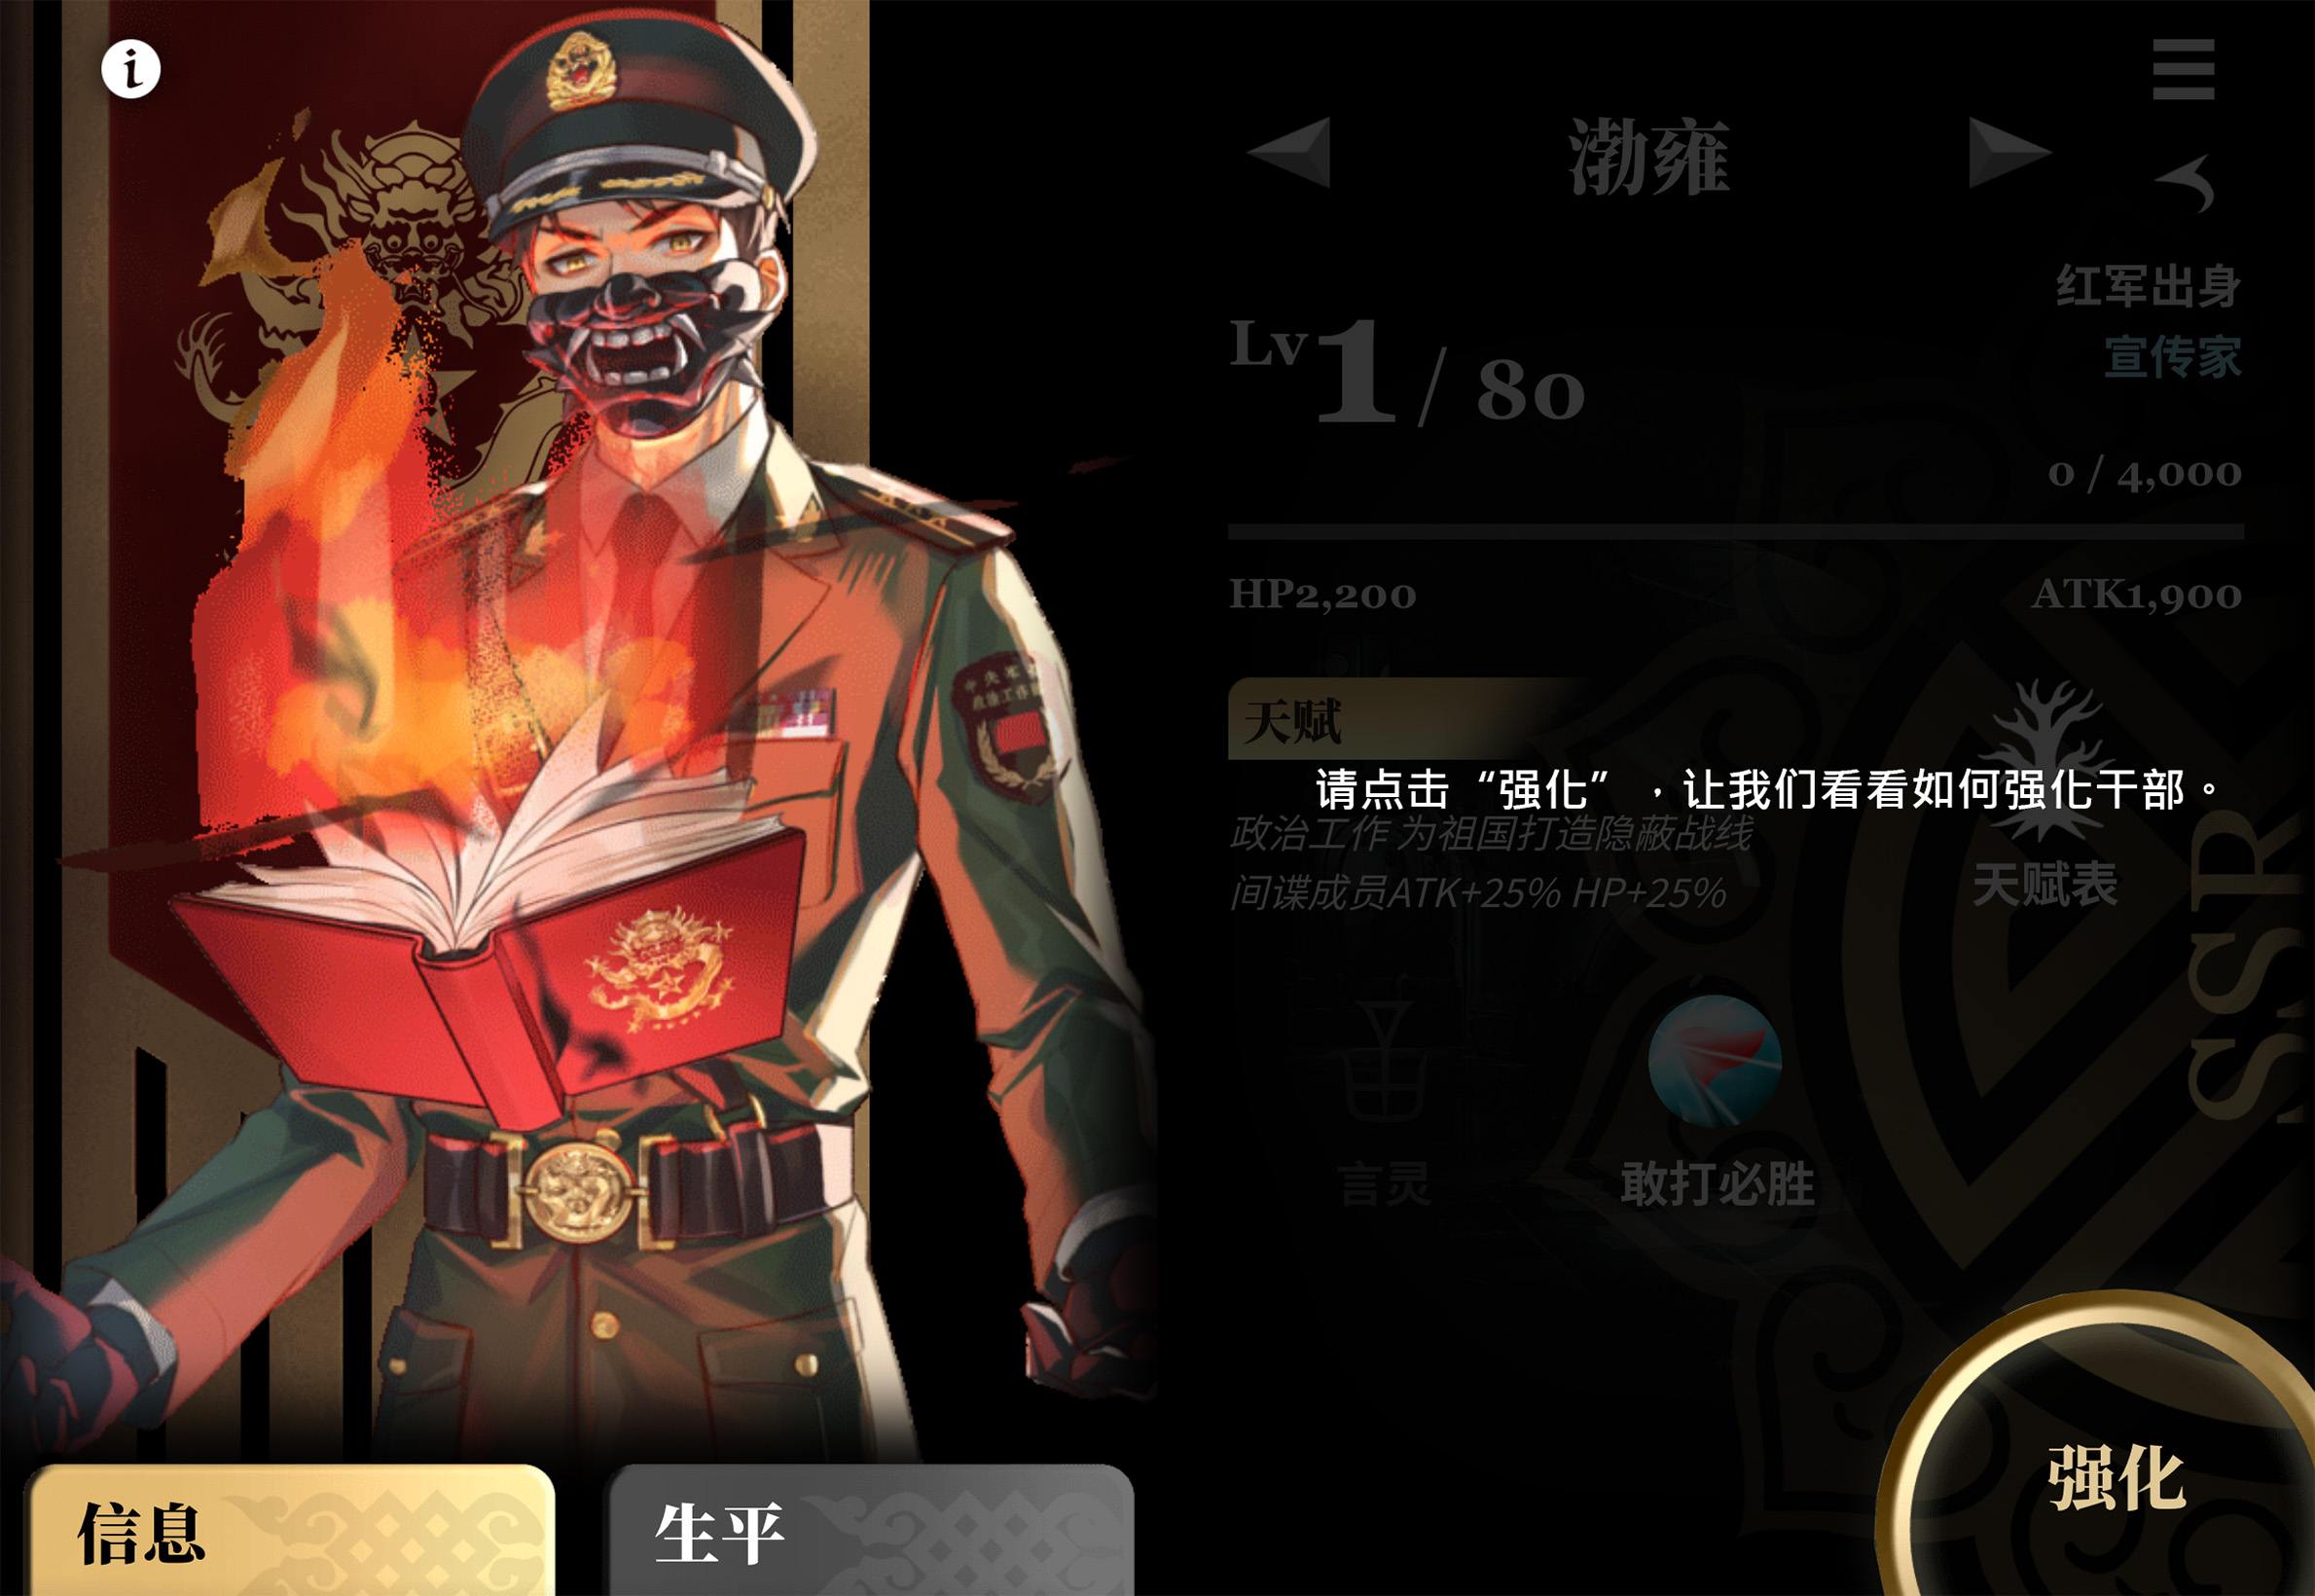 i
渤雍
红军出身
宣传家
Lv1 / 80
0 / 4,000
HP2,200
ATK1,900
天赋
请点击“强化”，让我们看看如何强化干部。
政治工作 为祖国打造隐蔽战线
间谍成员ATK+25% HP+25%
天赋表
SSR
言灵
敢打必胜
信息
生平
强化